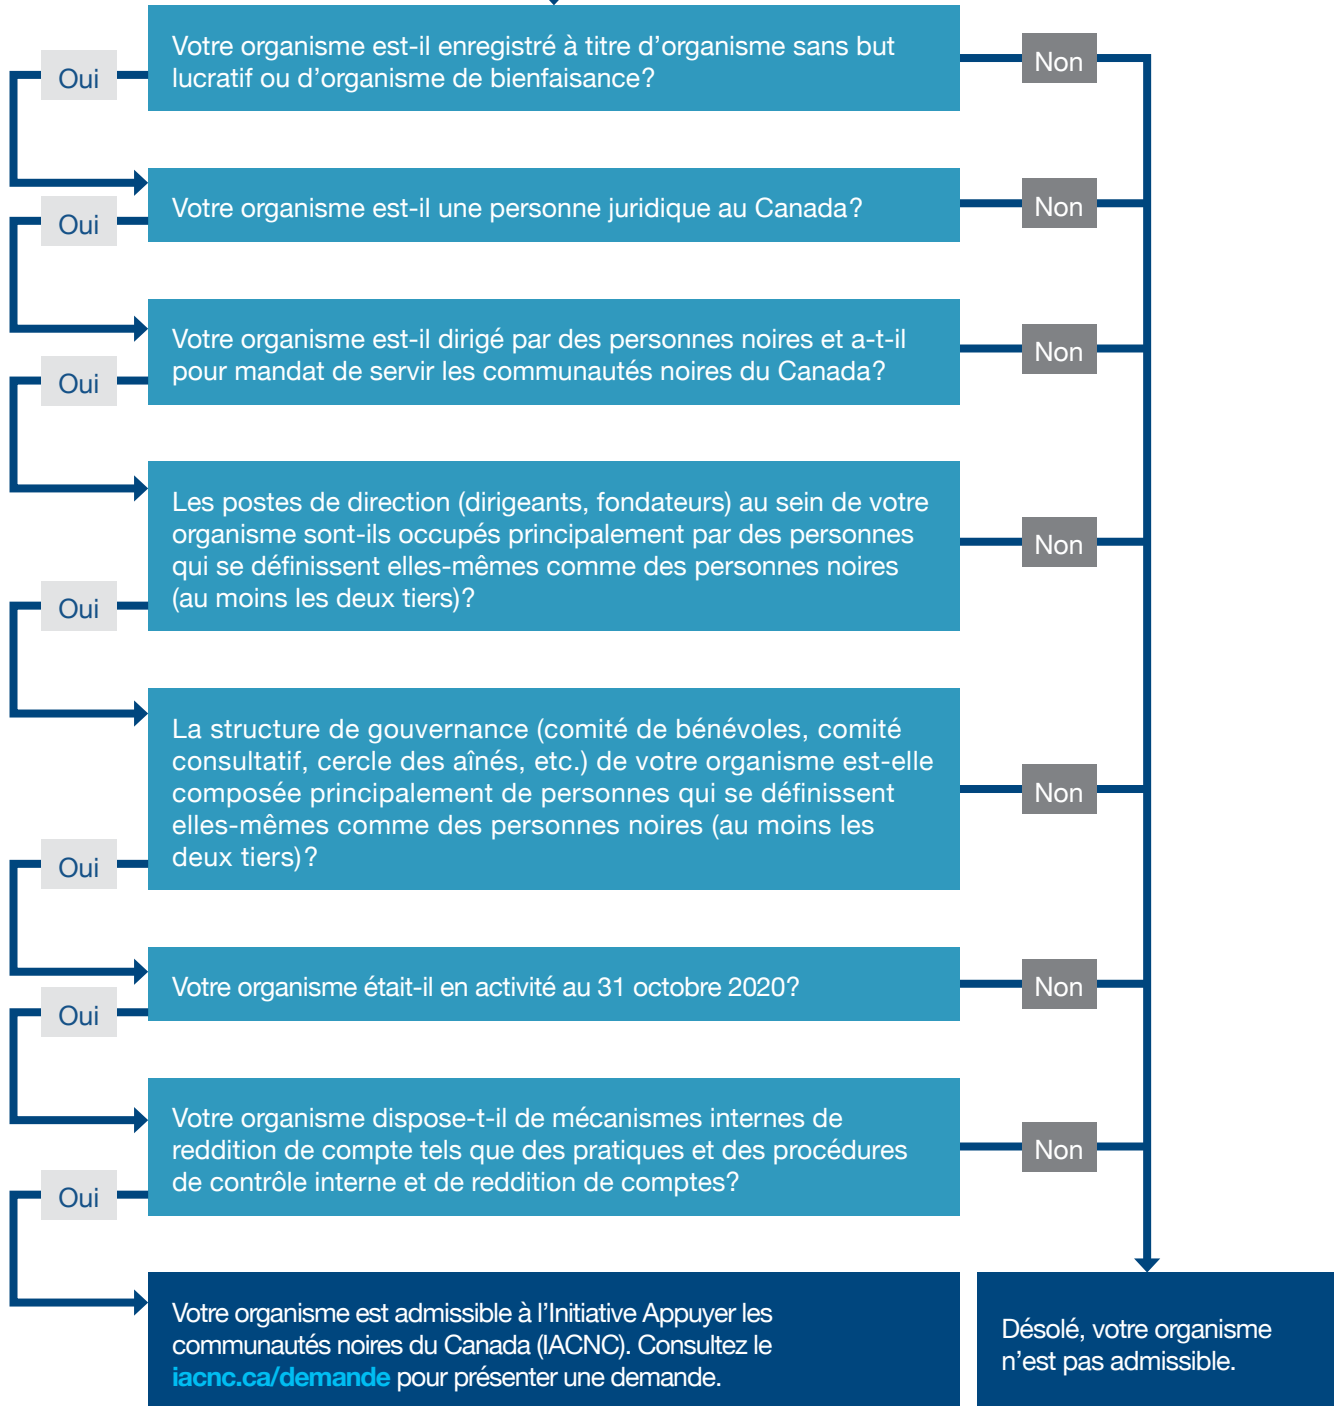 Votre organisme est-il enregistré à titre d’organisme sans but
lucratif ou d’organisme de bienfaisance?
Oui
Non
Votre organisme est-il une personne juridique au Canada?
Oui
Non
Votre organisme est-il dirigé par des personnes noires et a-t-il
pour mandat de servir les communautés noires du Canada?
Oui
Non
Les postes de direction (dirigeants, fondateurs) au sein de votre
organisme sont-ils occupés principalement par des personnes
qui se définissent elles-mêmes comme des personnes noires
(au moins les deux tiers)?
Oui
Non
La structure de gouvernance (comité de bénévoles, comité
consultatif, cercle des aînés, etc.) de votre organisme est-elle
composée principalement de personnes qui se définissent
elles-mêmes comme des personnes noires (au moins les
deux tiers)?
Oui
Non
Votre organisme était-il en activité au 31 octobre 2020?
Oui
Non
Votre organisme dispose-t-il de mécanismes internes de
reddition de compte tels que des pratiques et des procédures
de contrôle interne et de reddition de comptes?
Oui
Non
Votre organisme est admissible à l’Initiative Appuyer les
communautés noires du Canada (IACNC). Consultez le
iacnc.ca/demande pour présenter une demande.
Désolé, votre organisme
n’est pas admissible.